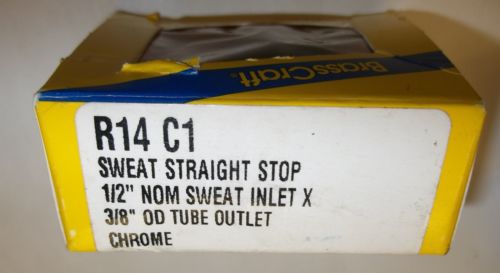 BrassCraft®
R14 C1
SWEAT STRAIGHT STOP
1/2" NOM SWEAT INLET X
3/8" OD TUBE OUTLET
CHROME